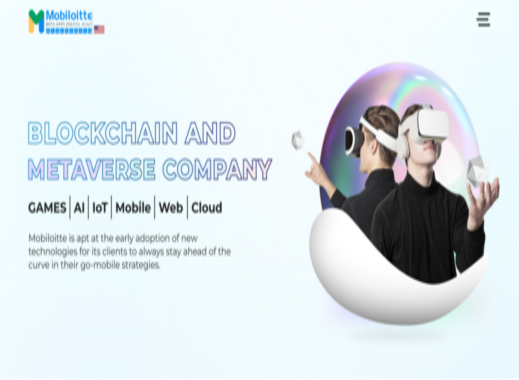 Mobiloitte
BLOCKCHAIN AND
METAVERSE COMPANY
GAMES|AI|IoT|Mobile|Web|Cloud
Mobiloitte is apt at the early adoption of new
technologies for its clients to always stay ahead of the
curve in their go-mobile strategies.